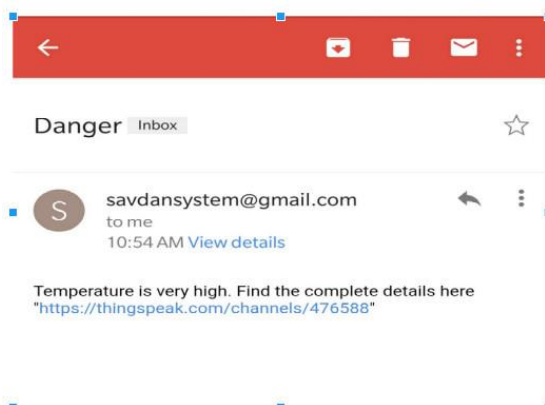 Danger Inbox
S
savdansystem@gmail.com
to me
10:54 AM View details
Temperature is very high. Find the complete details here
"https://thingspeak.com/channels/476588"